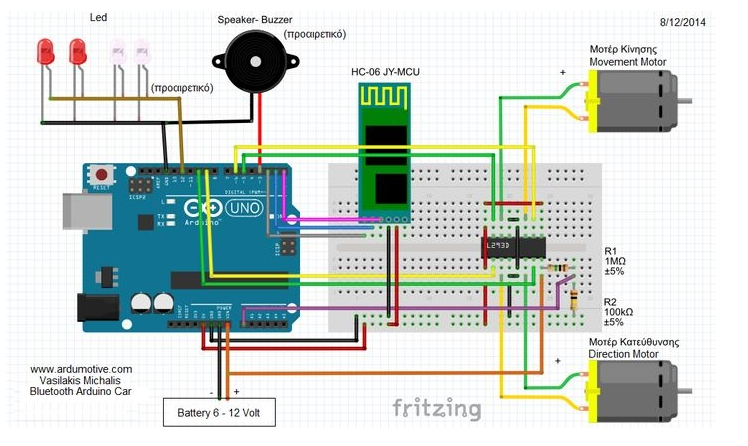 Led
Speaker- Buzzer
(προαιρετικό)
8/12/2014
(προαιρετικό)
HC-06 JY-MCU
Μοτέρ Κίνησης
Movement Motor
+
RESET
ICSP2
L
TX
RX
DIGITAL (PWM~)
UNO
Arduino
ICSP
L293D
R1
1MΩ
±5%
R2
100kΩ
±5%
POWER
Μοτέρ Κατεύθυνσης
Direction Motor
+
www.ardumotive.com
Vasilakis Michalis
Bluetooth Arduino Car
- +
Battery 6 - 12 Volt
fritzing